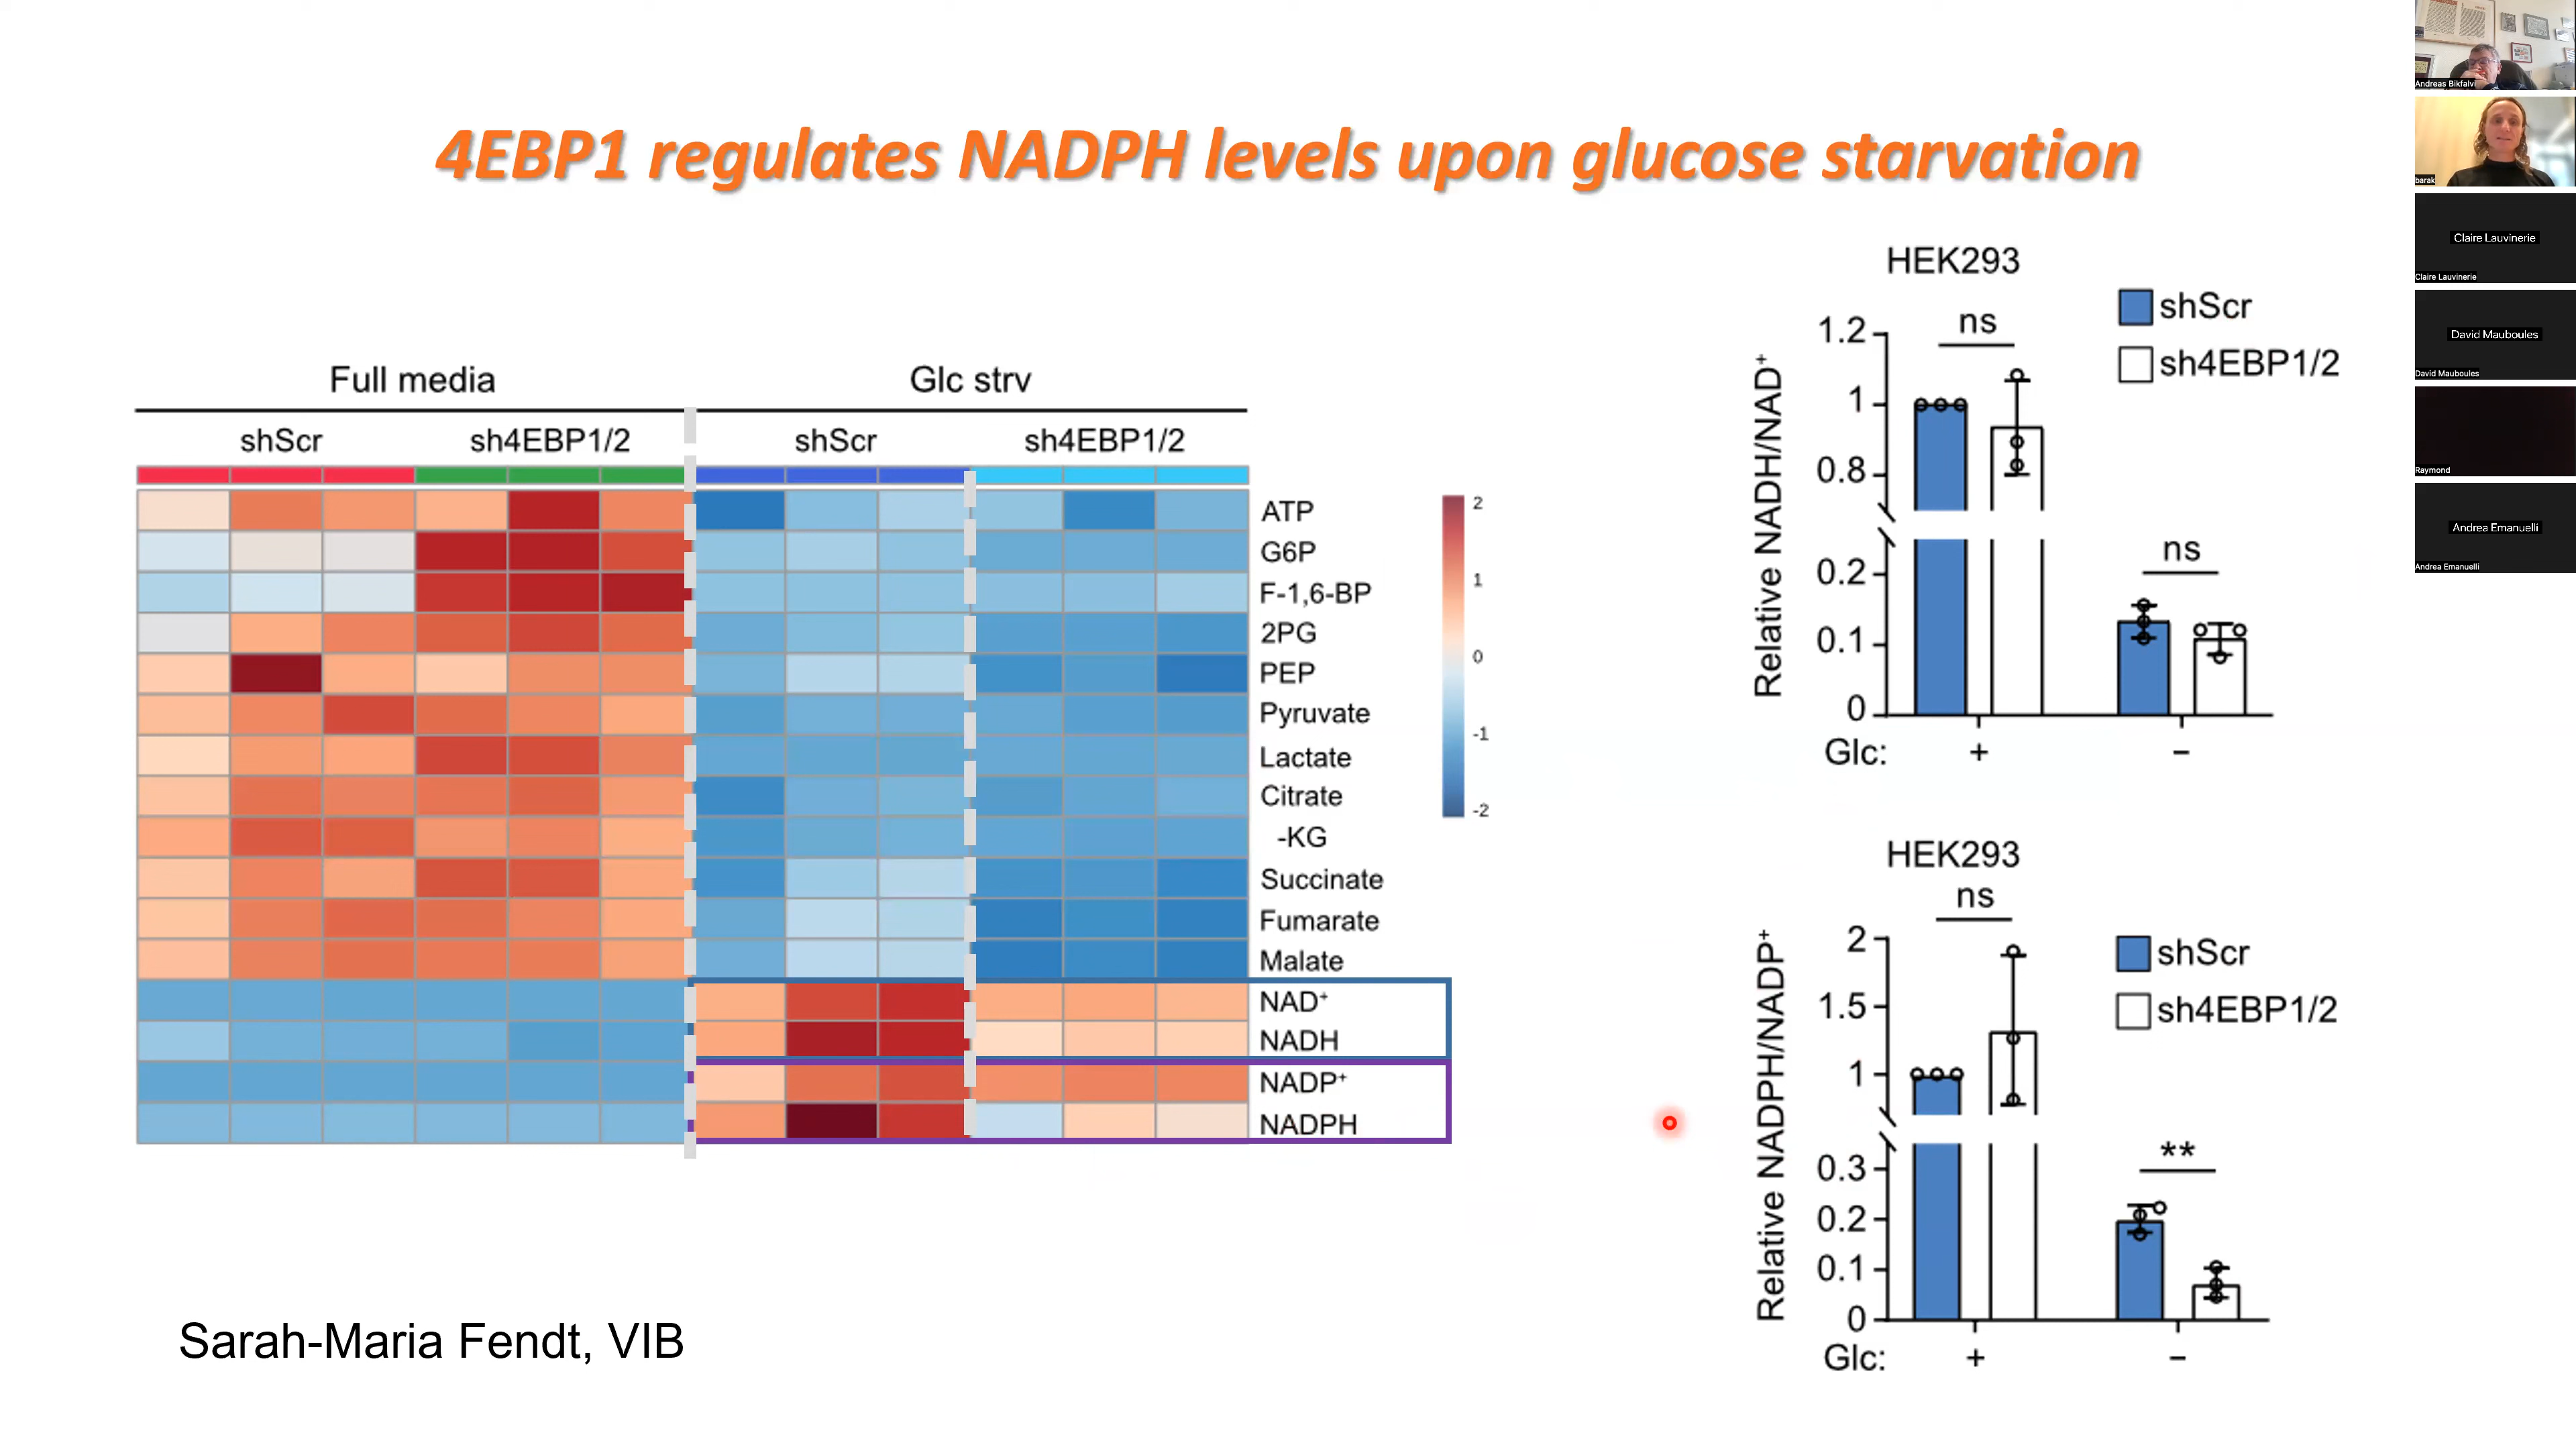 4EBP1 regulates NADPH levels upon glucose starvation
Full media
Glc strv
shScr
sh4EBP1/2
shScr
sh4EBP1/2
ATP
G6P
F-1,6-BP
2PG
PEP
Pyruvate
Lactate
Citrate
-KG
Succinate
Fumarate
Malate
NAD⁺
NADH
NADP⁺
NADPH
2
1
0
-1
-2
HEK293
shScr
sh4EBP1/2
ns
ns
Relative NADH/NAD⁺
1.2
1
0.8
0.2
0.1
0
Glc:
+
−
HEK293
shScr
sh4EBP1/2
ns
**
Relative NADPH/NADP⁺
2
1.5
1
0.3
0.2
0.1
0
Glc:
+
−
Sarah-Maria Fendt, VIB
Andreas Bikfalvi
barak
Claire Lauvinerie
Claire Lauvinerie
David Mauboules
David Mauboules
Raymond
Andrea Emanuelli
Andrea Emanuelli